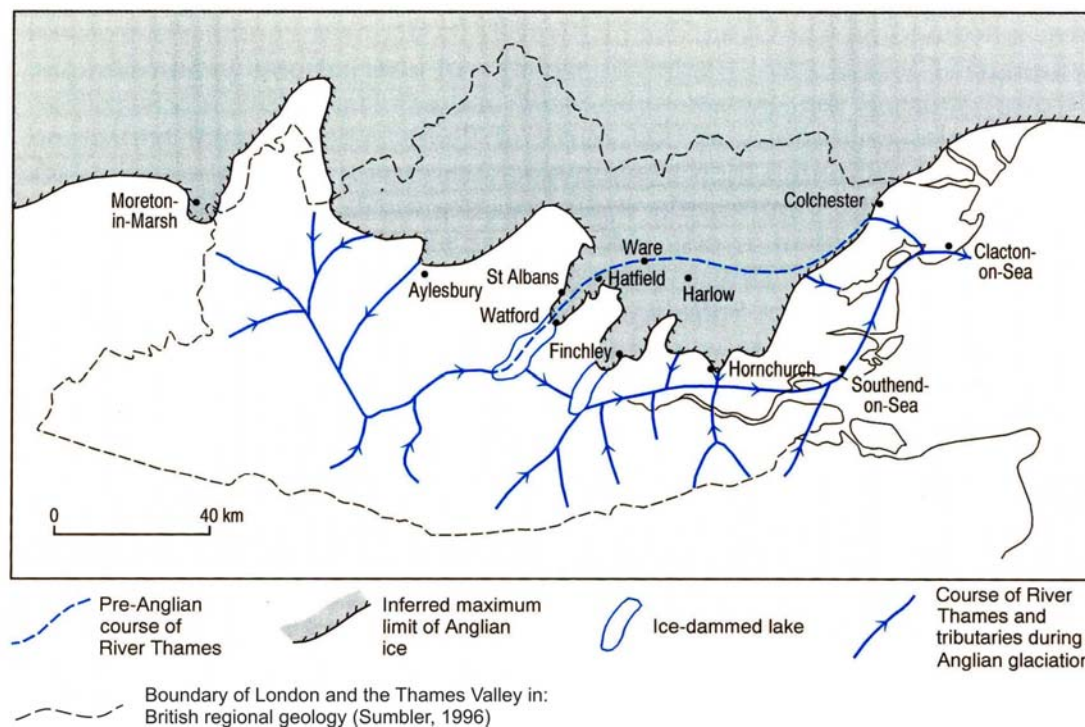 Moreton-
in-Marsh
Colchester
Ware
Clacton-
on-Sea
St Albans
Hatfield
Aylesbury
Harlow
Watford
Finchley
Hornchurch
Southend-
on-Sea
0 40 km
Pre-Anglian
course of
River Thames
Inferred maximum
limit of Anglian
ice
Ice-dammed lake
Course of River
Thames and
tributaries during
Anglian glaciation
Boundary of London and the Thames Valley in:
British regional geology (Sumbler, 1996)